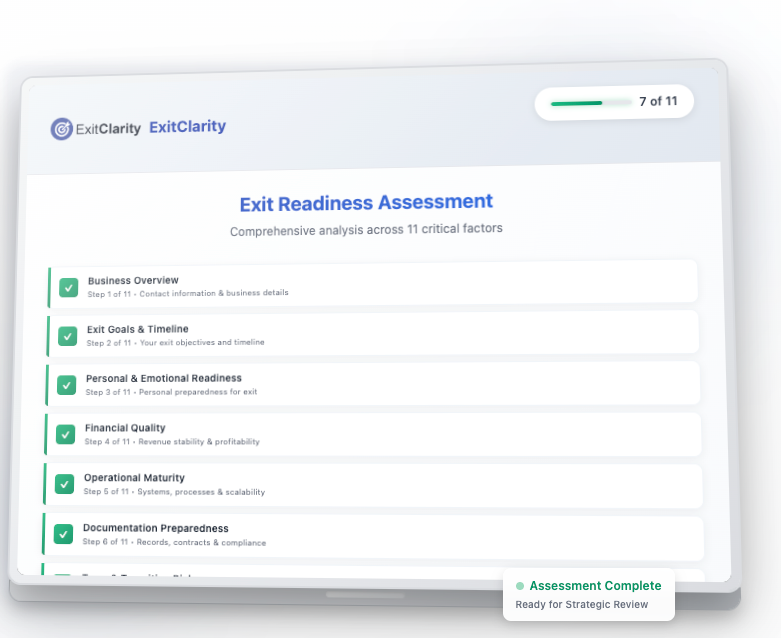 ExitClarity ExitClarity
7 of 11
Exit Readiness Assessment
Comprehensive analysis across 11 critical factors
Business Overview
Step 1 of 11 • Contact information & business details
Exit Goals & Timeline
Step 2 of 11 • Your exit objectives and timeline
Personal & Emotional Readiness
Step 3 of 11 • Personal preparedness for exit
Financial Quality
Step 4 of 11 • Revenue stability & profitability
Operational Maturity
Step 5 of 11 • Systems, processes & scalability
Documentation Preparedness
Step 6 of 11 • Records, contracts & compliance
Assessment Complete
Ready for Strategic Review